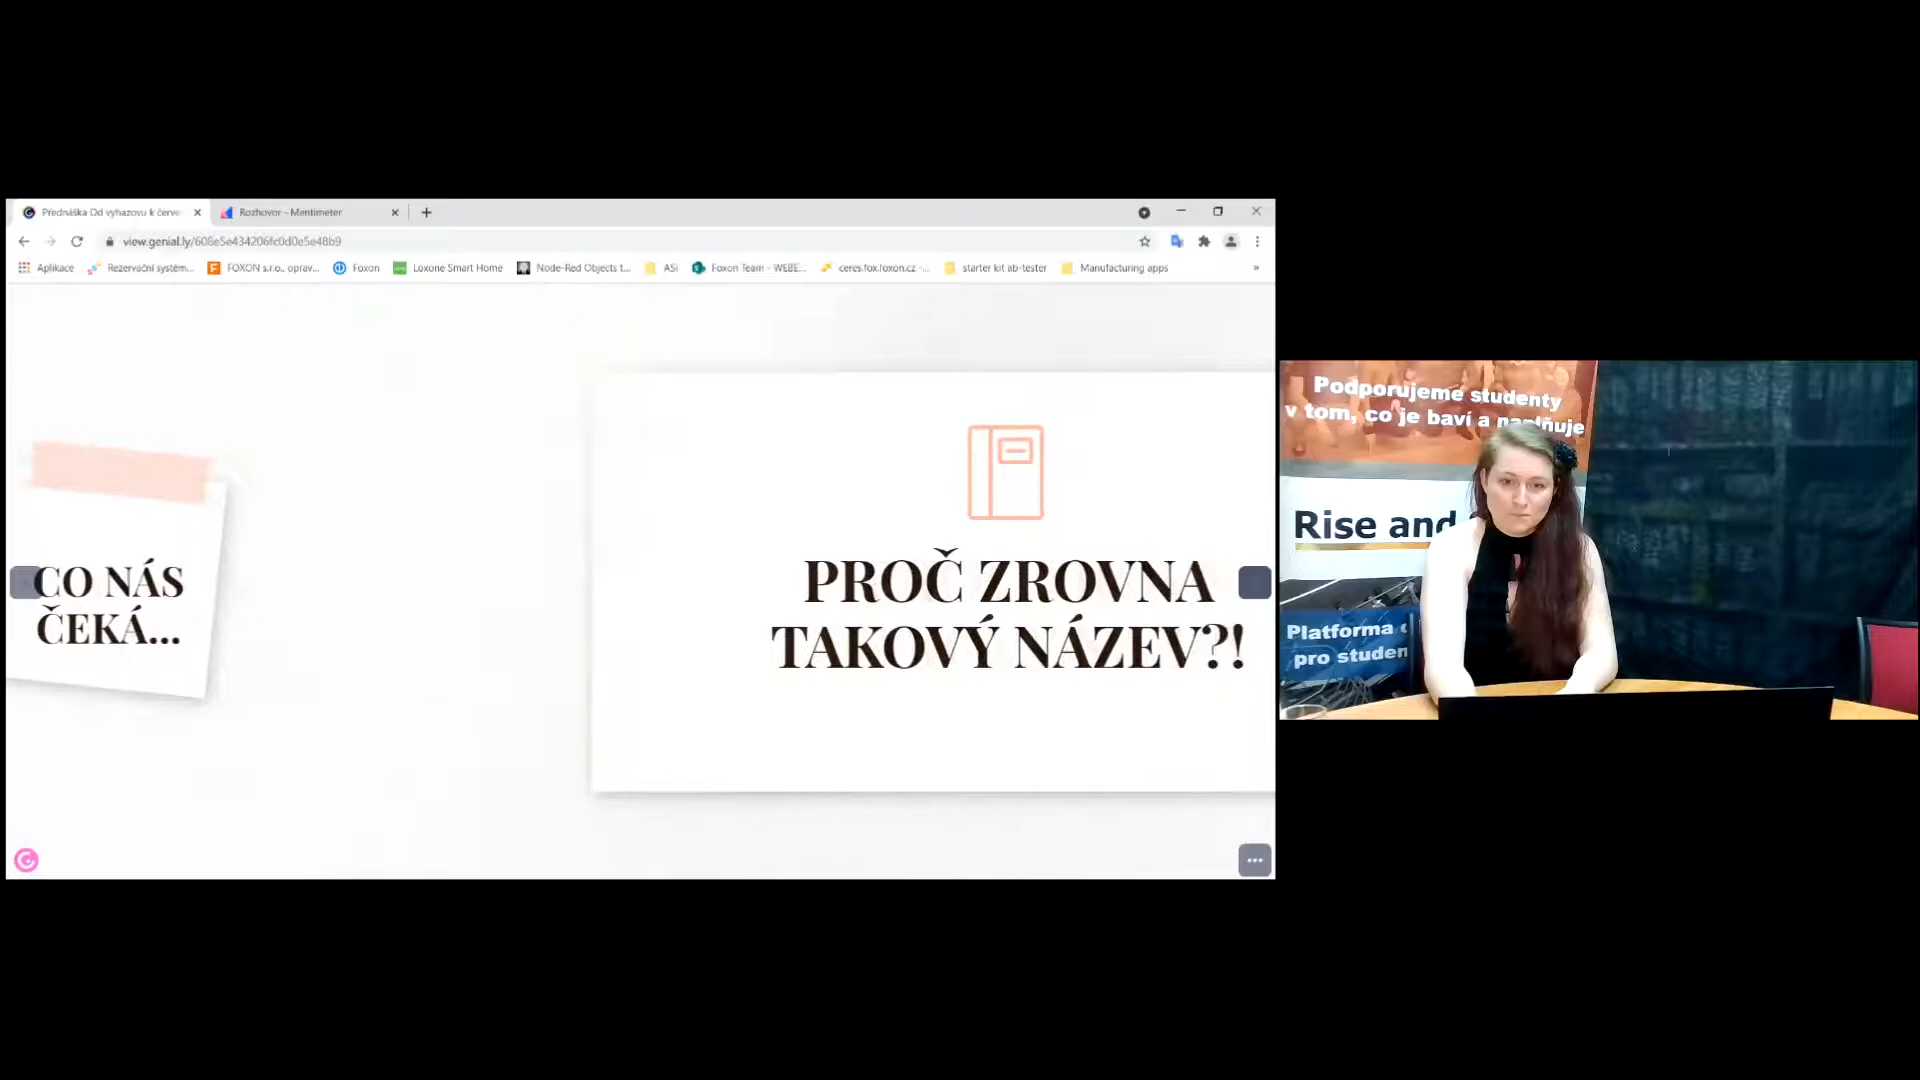 Přednáška Od vyhazovu k červe
Rozhovor - Mentimeter
view.genial.ly/608e5e434206fc0d0e5e48b9
Aplikace
Rezervační systém...
FOXON s.r.o., oprav...
Foxon
Loxone Smart Home
Node-Red Objects t...
ASi
Foxon Team - WEBE...
ceres.fox.foxon.cz -...
starter kit ab-tester
Manufacturing apps
»
CO NÁS
ČEKÁ...
PROČ ZROVNA
TAKOVÝ NÁZEV?!
Podporujeme studenty
v tom, co je baví a naplňuje
Rise and
Platforma
pro studen